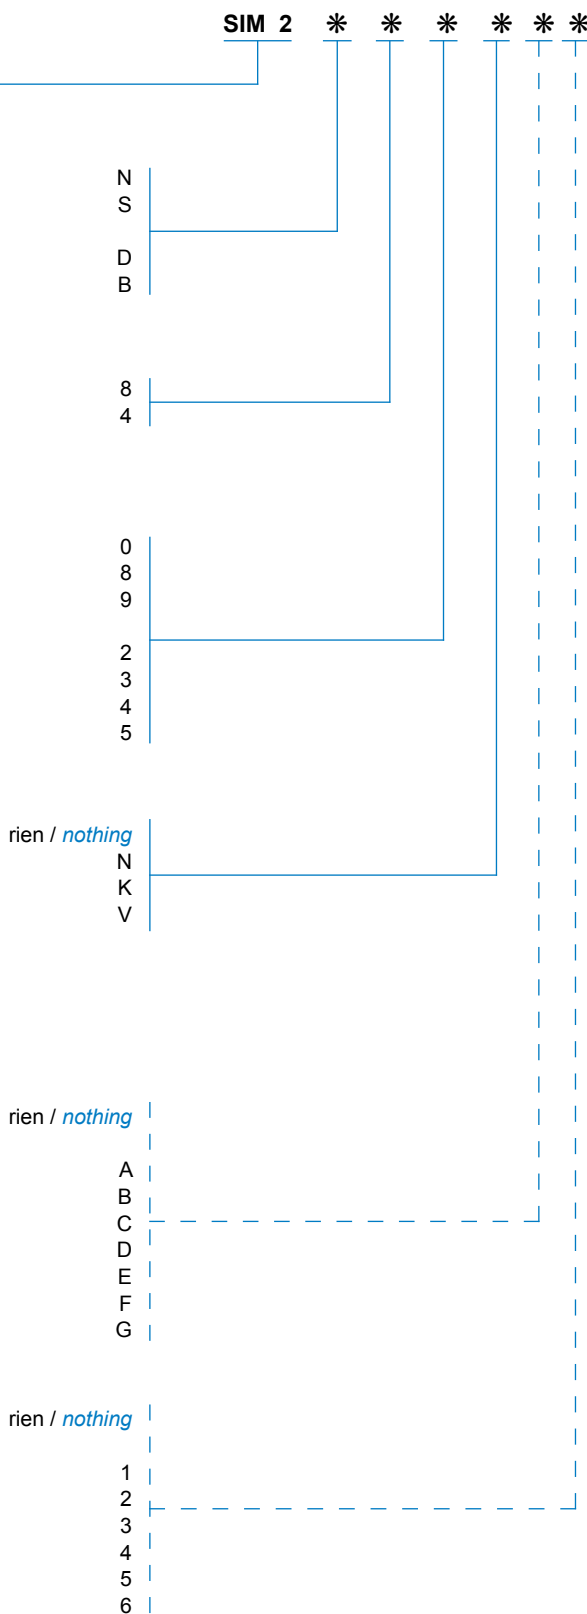 SIM 2 ✻ ✻ ✻ ✻ ✻ ✻
N
S
D
B
8
4
0
8
9
2
3
4
5
rien / nothing
N
K
V
rien / nothing
A
B
C
D
E
F
G
rien / nothing
1
2
3
4
5
6